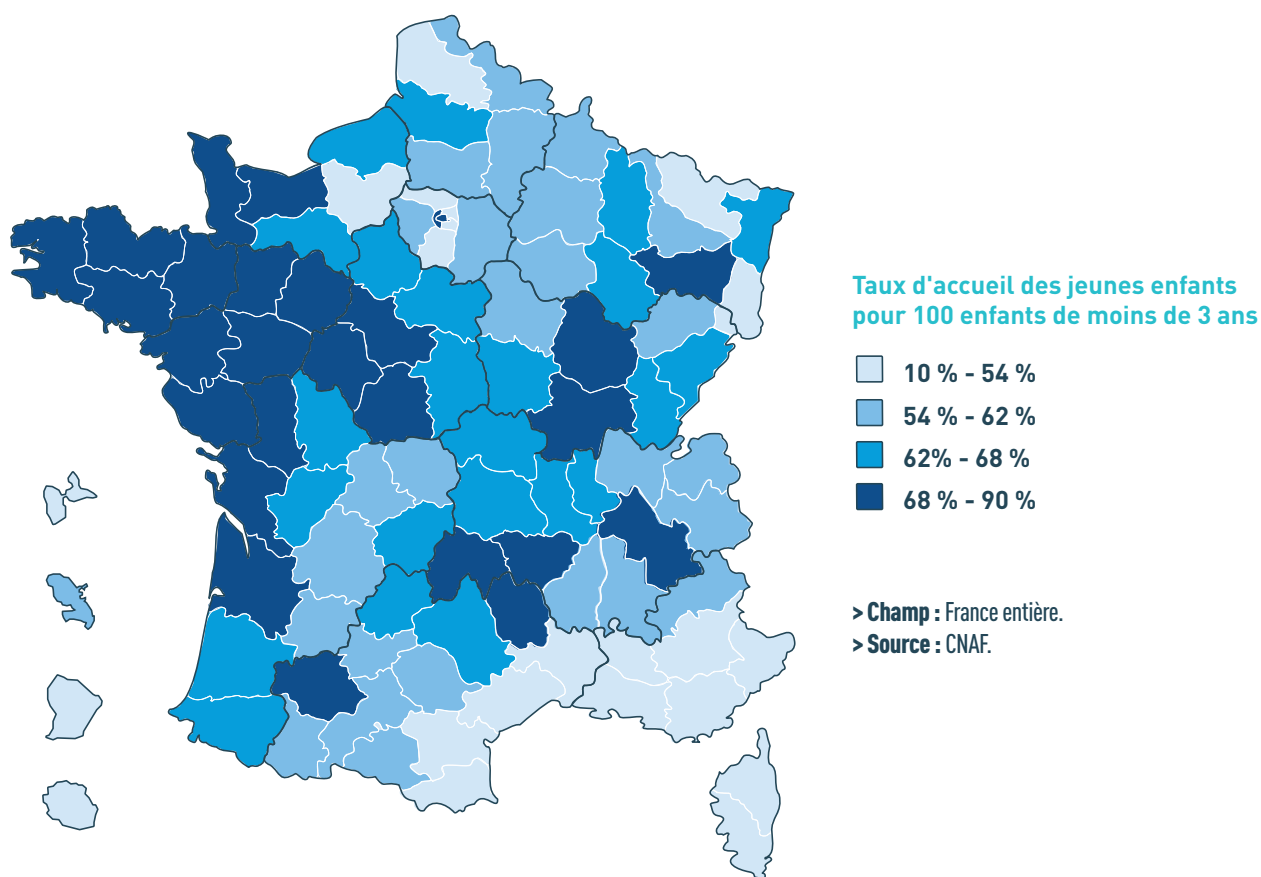 Taux d'accueil des jeunes enfants
pour 100 enfants de moins de 3 ans
10 % - 54 %
54 % - 62 %
62% - 68 %
68 % - 90 %
> Champ : France entière.
> Source : CNAF.